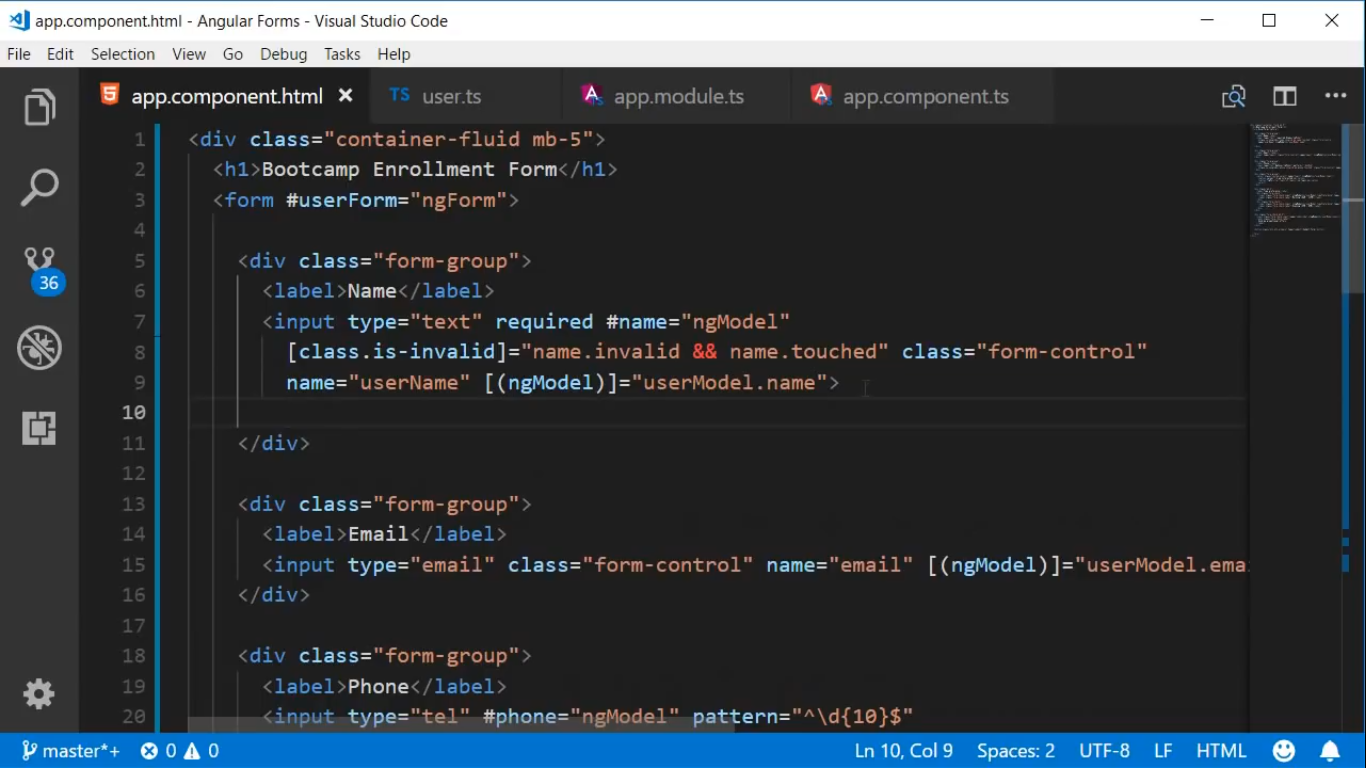 app.component.html - Angular Forms - Visual Studio Code
File Edit Selection View Go Debug Tasks Help
app.component.html TS user.ts app.module.ts app.component.ts
36
1 <div class="container-fluid mb-5">
2 <h1>Bootcamp Enrollment Form</h1>
3 <form #userForm="ngForm">
4
5 <div class="form-group">
6 <label>Name</label>
7 <input type="text" required #name="ngModel"
8 [class.is-invalid]="name.invalid && name.touched" class="form-control"
9 name="userName" [(ngModel)]="userModel.name">
10
11 </div>
12
13 <div class="form-group">
14 <label>Email</label>
15 <input type="email" class="form-control" name="email" [(ngModel)]="userModel.emai
16 </div>
17
18 <div class="form-group">
19 <label>Phone</label>
20 <input type="tel" #phone="ngModel" pattern="^\d{10}$"
master*+ 0 0 Ln 10, Col 9 Spaces: 2 UTF-8 LF HTML